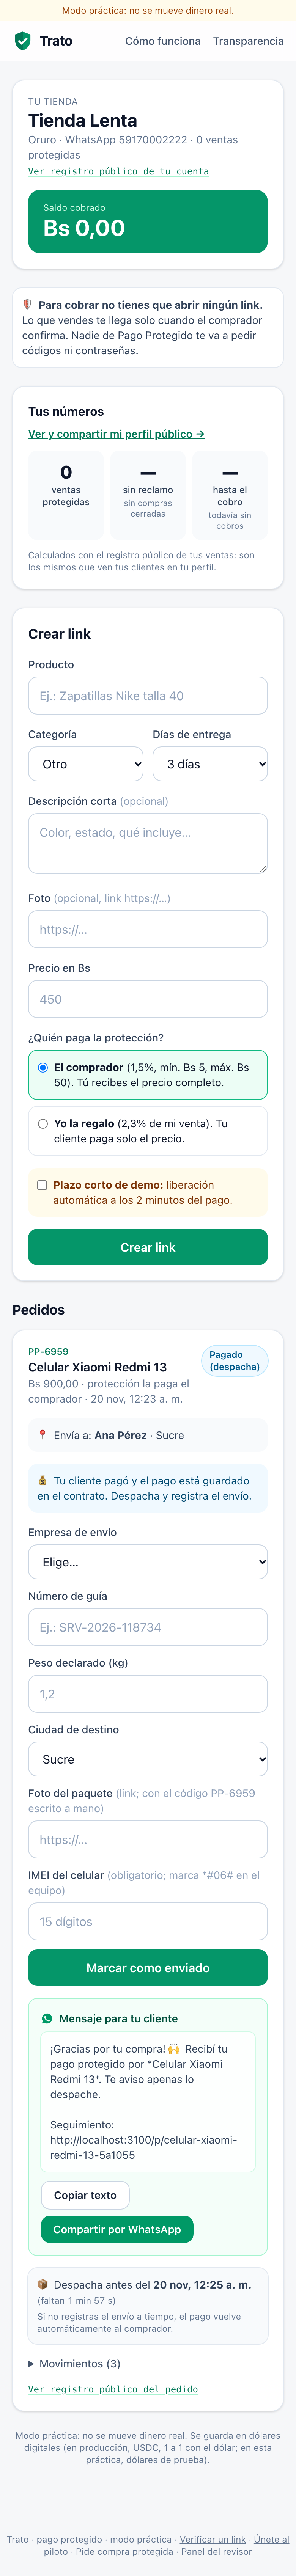 Modo práctica: no se mueve dinero real.
Trato
Cómo funciona
Transparencia
TU TIENDA
Tienda Lenta
Oruro · WhatsApp 59170002222 · 0 ventas
protegidas
Ver registro público de tu cuenta
Saldo cobrado
Bs 0,00
Para cobrar no tienes que abrir ningún link.
Lo que vendes te llega solo cuando el comprador
confirma. Nadie de Pago Protegido te va a pedir
códigos ni contraseñas.
Tus números
Ver y compartir mi perfil público →
0
ventas
protegidas
—
sin reclamo
sin compras
cerradas
—
hasta el
cobro
todavía sin
cobros
Calculados con el registro público de tus ventas: son
los mismos que ven tus clientes en tu perfil.
Crear link
Producto
Ej.: Zapatillas Nike talla 40
Categoría
Días de entrega
Otro
3 días
Descripción corta (opcional)
Color, estado, qué incluye...
Foto (opcional, link https://...)
https://...
Precio en Bs
450
¿Quién paga la protección?
El comprador (1,5%, mín. Bs 5, máx. Bs
50). Tú recibes el precio completo.
Yo la regalo (2,3% de mi venta). Tu
cliente paga solo el precio.
Plazo corto de demo: liberación
automática a los 2 minutos del pago.
Crear link
Pedidos
PP-6959
Celular Xiaomi Redmi 13
Bs 900,00 · protección la paga el
comprador · 20 nov, 12:23 a. m.
Pagado
(despacha)
Envía a: Ana Pérez · Sucre
Tu cliente pagó y el pago está guardado
en el contrato. Despacha y registra el envío.
Empresa de envío
Elige...
Número de guía
Ej.: SRV-2026-118734
Peso declarado (kg)
1,2
Ciudad de destino
Sucre
Foto del paquete (link; con el código PP-6959
escrito a mano)
https://...
IMEI del celular (obligatorio; marca *#06# en el
equipo)
15 dígitos
Marcar como enviado
Mensaje para tu cliente
¡Gracias por tu compra! 🙌 Recibí tu
pago protegido por *Celular Xiaomi
Redmi 13*. Te aviso apenas lo
despache.
Seguimiento:
http://localhost:3100/p/celular-xiaomi-
redmi-13-5a1055
Copiar texto
Compartir por WhatsApp
Despacha antes del 20 nov, 12:25 a. m.
(faltan 1 min 57 s)
Si no registras el envío a tiempo, el pago vuelve
automáticamente al comprador.
Movimientos (3)
Ver registro público del pedido
Modo práctica: no se mueve dinero real. Se guarda en dólares
digitales (en producción, USDC, 1 a 1 con el dólar; en esta
práctica, dólares de prueba).
Trato · pago protegido · modo práctica · Verificar un link · Únete al
piloto · Pide compra protegida · Panel del revisor